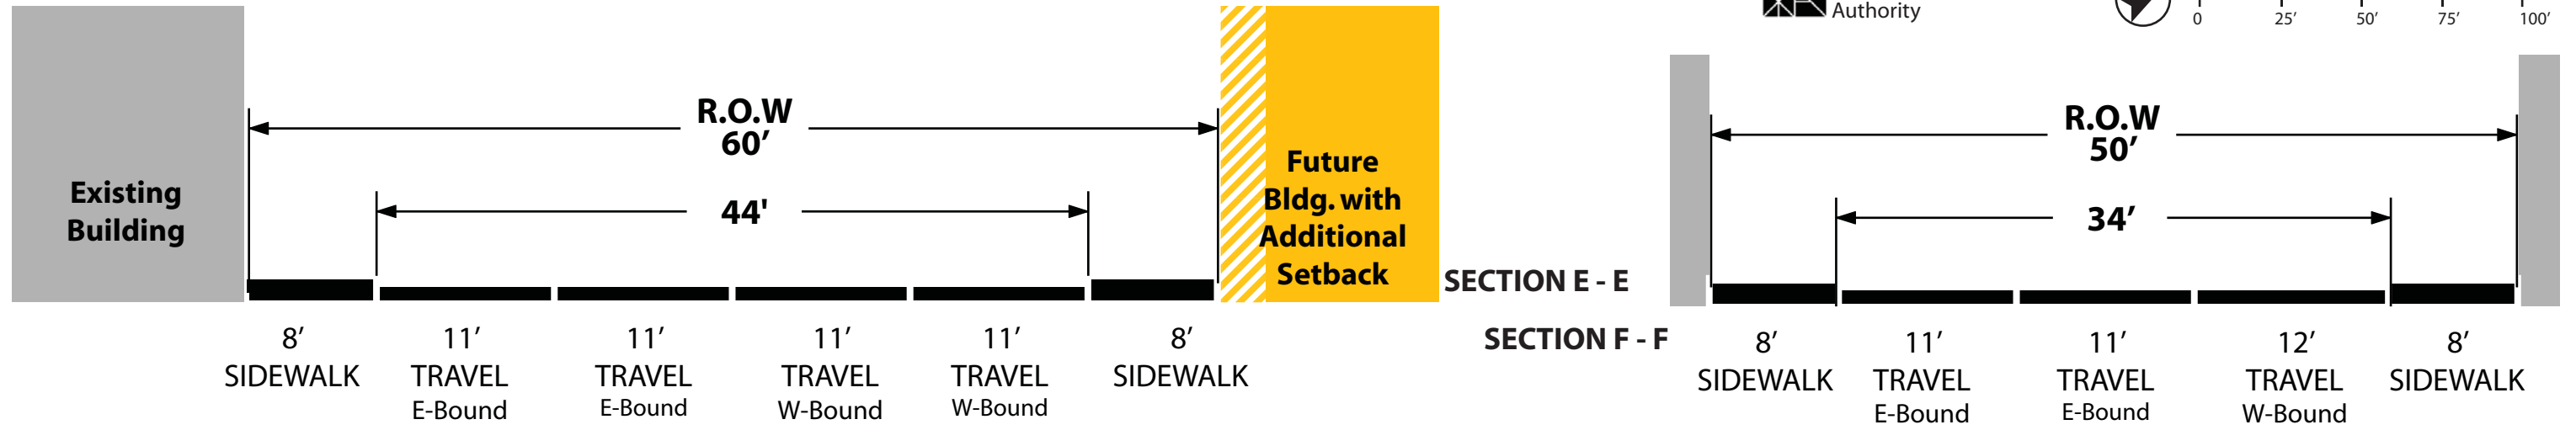 Authority
0 25′ 50′ 75′ 100′
R.O.W
60′
44'
Existing
Building
Future
Bldg. with
Additional
Setback
SECTION E - E
8′ 11′ 11′ 11′ 11′ 8′
SIDEWALK TRAVEL TRAVEL TRAVEL TRAVEL SIDEWALK
E-Bound E-Bound W-Bound W-Bound
R.O.W
50′
34′
SECTION F - F
8′ 11′ 11′ 12′ 8′
SIDEWALK TRAVEL TRAVEL TRAVEL SIDEWALK
E-Bound E-Bound W-Bound